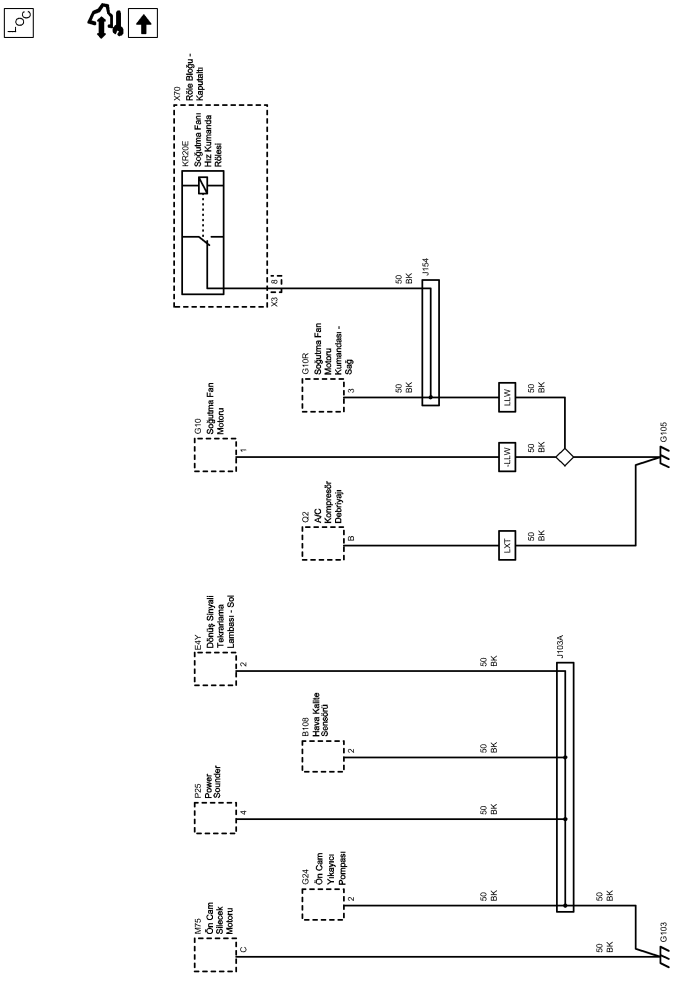 LOC
X70
Röle Bloğu -
Kaputaltı
KR20E
Soğutma Fanı
Hız Kumanda
Rölesi
8
X3
50
BK
J154
G10R
Soğutma Fan
Motoru
Kumandası -
Sağ
3
50
BK
LLW
50
BK
G10
Soğutma Fan
Motoru
1
-LLW
50
BK
G105
Q2
A/C
Kompresör
Debriyajı
B
LXT
50
BK
E4Y
Dönüş Sinyali
Tekrarlama
Lambası - Sol
2
50
BK
J103A
B108
Hava Kalite
Sensörü
2
50
BK
P25
Power
Sounder
4
50
BK
G24
Ön Cam
Yıkayıcı
Pompası
2
50
BK
50
BK
M75
Ön Cam
Silecek
Motoru
C
50
BK
G103